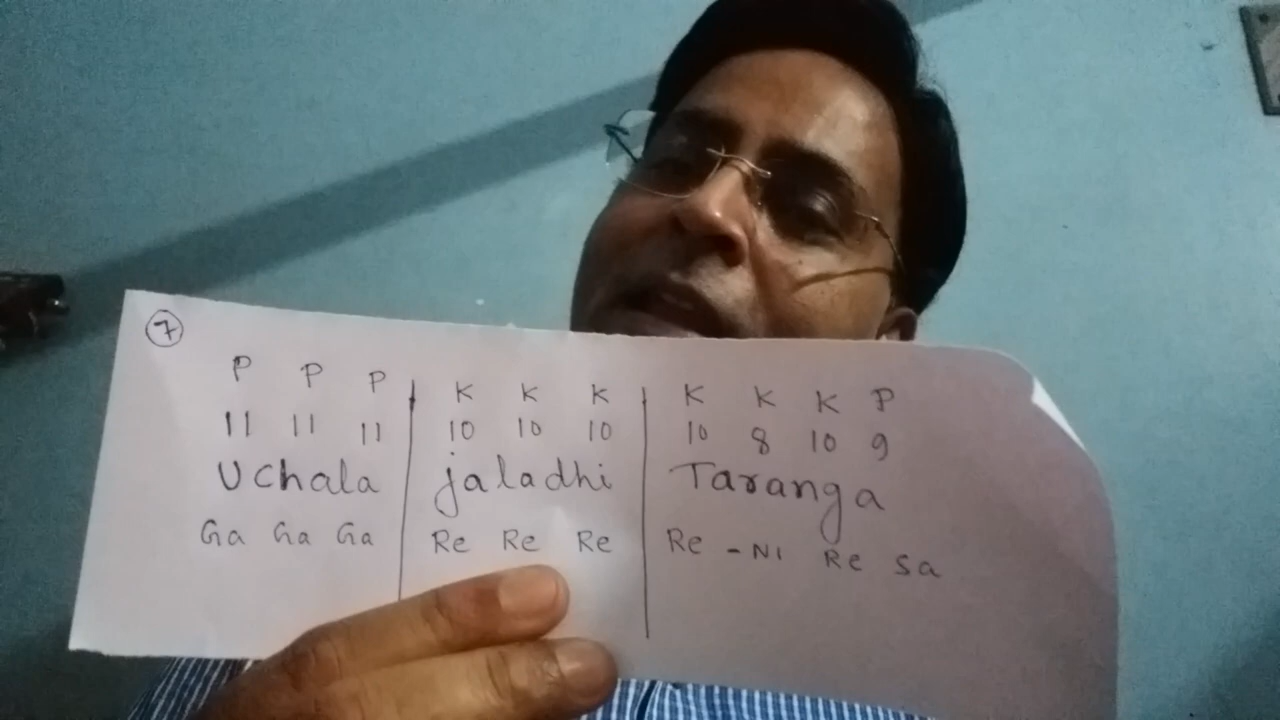 7
P P P | K K K | K K K P
11 11 11 | 10 10 10 | 10 8 10 9
Uchala | jaladhi | Taranga
Ga Ga Ga | Re Re Re | Re -Ni Re Sa